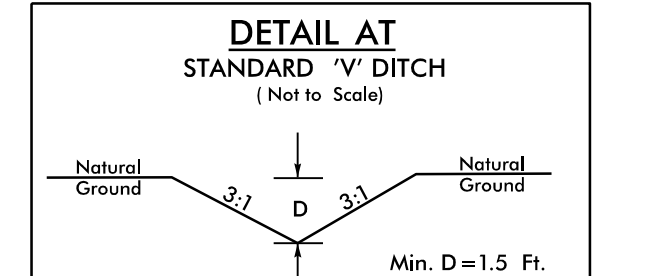 DETAIL AT
STANDARD 'V' DITCH
( Not to Scale)
Natural
Ground
3:1
D
3:1
Natural
Ground
Min. D=1.5 Ft.